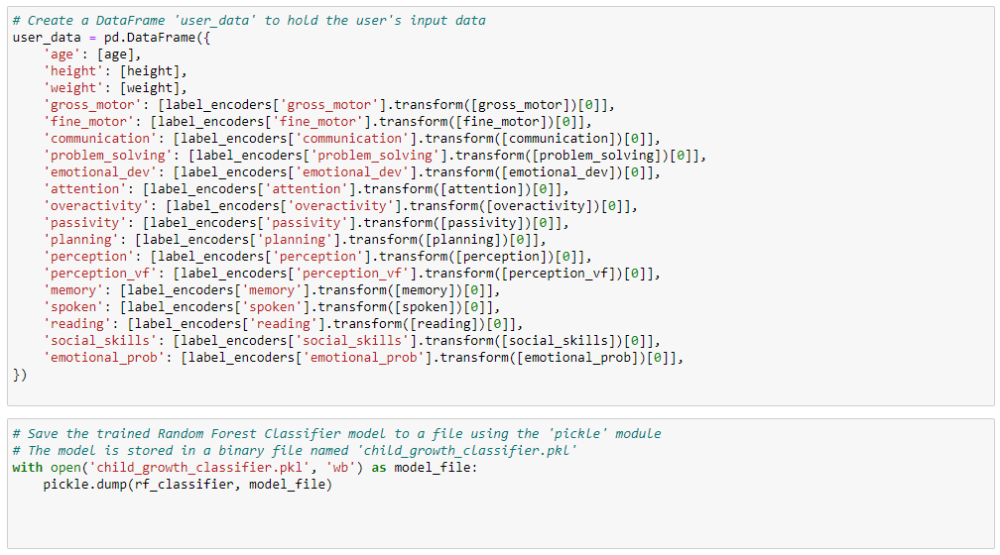 # Create a DataFrame 'user_data' to hold the user's input data
user_data = pd.DataFrame({
    'age': [age],
    'height': [height],
    'weight': [weight],
    'gross_motor': [label_encoders['gross_motor'].transform([gross_motor])[0]],
    'fine_motor': [label_encoders['fine_motor'].transform([fine_motor])[0]],
    'communication': [label_encoders['communication'].transform([communication])[0]],
    'problem_solving': [label_encoders['problem_solving'].transform([problem_solving])[0]],
    'emotional_dev': [label_encoders['emotional_dev'].transform([emotional_dev])[0]],
    'attention': [label_encoders['attention'].transform([attention])[0]],
    'overactivity': [label_encoders['overactivity'].transform([overactivity])[0]],
    'passivity': [label_encoders['passivity'].transform([passivity])[0]],
    'planning': [label_encoders['planning'].transform([planning])[0]],
    'perception': [label_encoders['perception'].transform([perception])[0]],
    'perception_vf': [label_encoders['perception_vf'].transform([perception_vf])[0]],
    'memory': [label_encoders['memory'].transform([memory])[0]],
    'spoken': [label_encoders['spoken'].transform([spoken])[0]],
    'reading': [label_encoders['reading'].transform([reading])[0]],
    'social_skills': [label_encoders['social_skills'].transform([social_skills])[0]],
    'emotional_prob': [label_encoders['emotional_prob'].transform([emotional_prob])[0]],
})
# Save the trained Random Forest Classifier model to a file using the 'pickle' module
# The model is stored in a binary file named 'child_growth_classifier.pkl'
with open('child_growth_classifier.pkl', 'wb') as model_file:
    pickle.dump(rf_classifier, model_file)